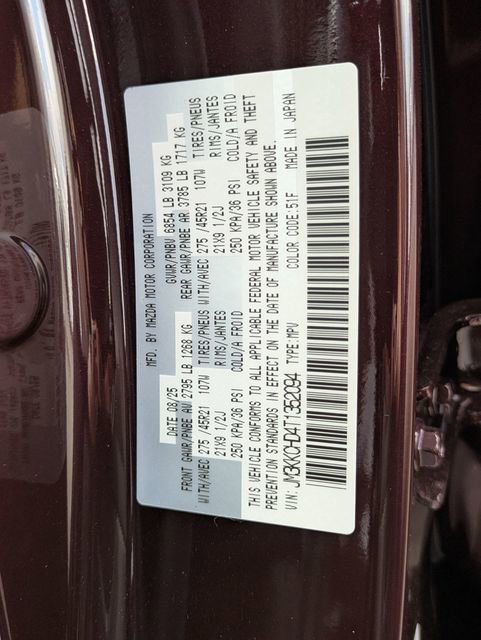 MFD. BY MAZDA MOTOR CORPORATION
DATE 08/25 GVWR/PNBV 6854 LB 3109 KG
FRONT GAWR/PNBE AV 2795 LB 1268 KG REAR GAWR/PNBE AR 3785 LB 1717 KG
WITH/AVEC 275 /45R21 107W TIRES/PNEUS WITH/AVEC 275 /45R21 107W TIRES/PNEUS
21X9 1/2J RIMS/JANTES 21X9 1/2J RIMS/JANTES
250 KPA/36 PSI COLD/A FROID 250 KPA/36 PSI COLD/A FROID
THIS VEHICLE CONFORMS TO ALL APPLICABLE FEDERAL MOTOR VEHICLE SAFETY AND THEFT
PREVENTION STANDARDS IN EFFECT ON THE DATE OF MANUFACTURE SHOWN ABOVE.
VIN: JM3KKCHD4T1352094 TYPE:MPV COLOR CODE:51F MADE IN JAPAN